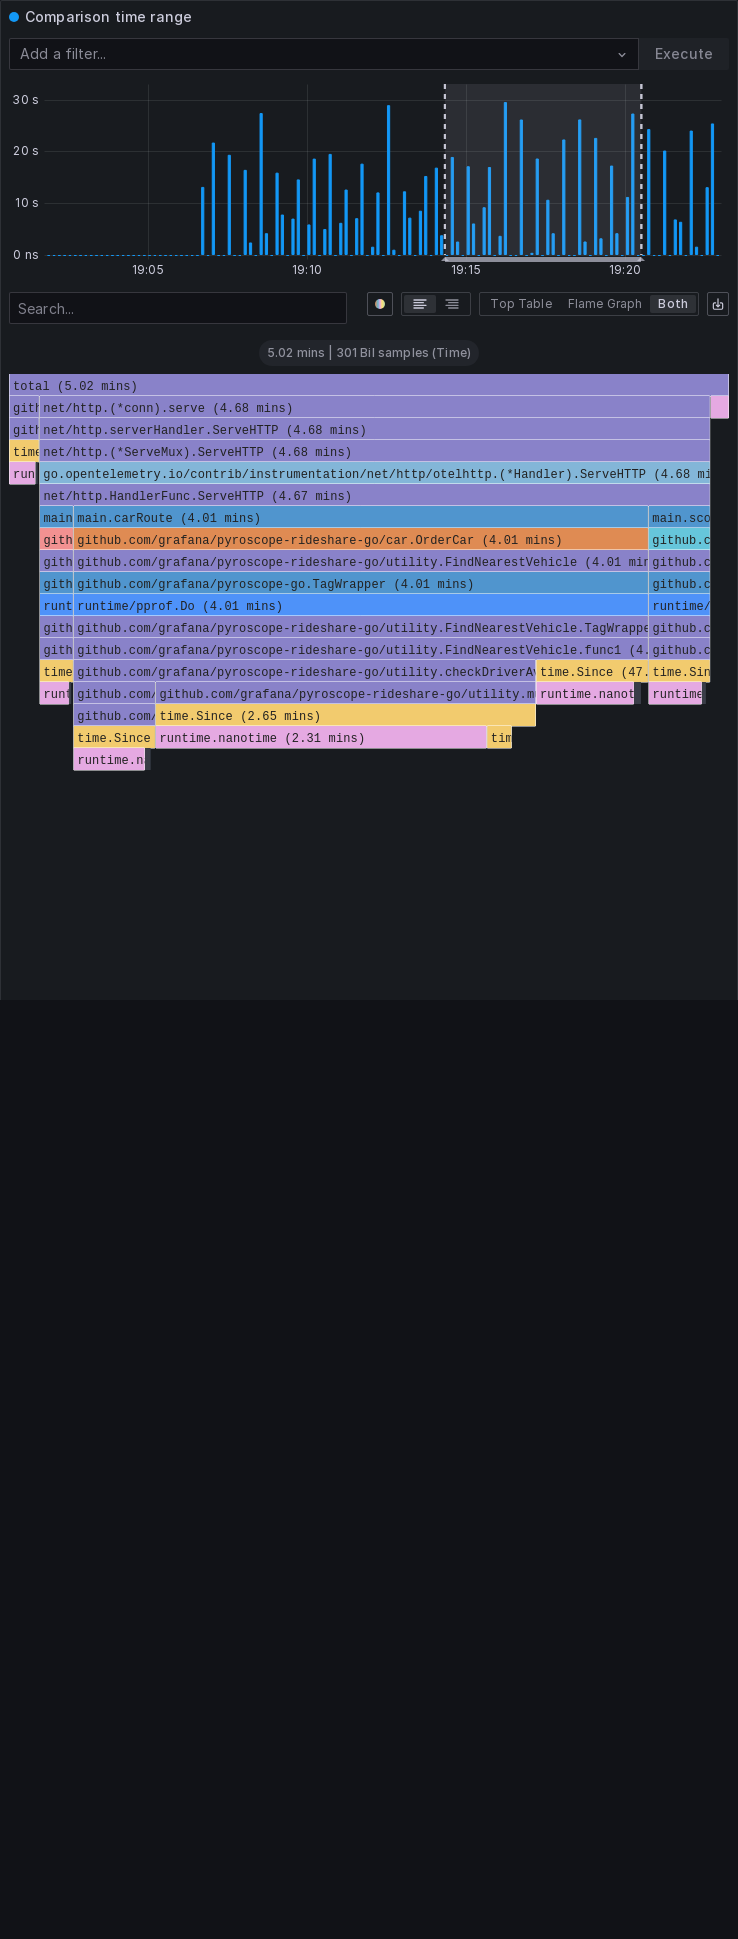 Comparison time range
Add a filter...
Execute
30 s
20 s
10 s
0 ns
19:05 19:10 19:15 19:20
Search...
Top Table Flame Graph Both
5.02 mins | 301 Bil samples (Time)
total (5.02 mins)
gith net/http.(*conn).serve (4.68 mins)
gith net/http.serverHandler.ServeHTTP (4.68 mins)
time net/http.(*ServeMux).ServeHTTP (4.68 mins)
run go.opentelemetry.io/contrib/instrumentation/net/http/otelhttp.(*Handler).ServeHTTP (4.68 mi
net/http.HandlerFunc.ServeHTTP (4.67 mins)
main main.carRoute (4.01 mins) main.sco
gith github.com/grafana/pyroscope-rideshare-go/car.OrderCar (4.01 mins) github.c
gith github.com/grafana/pyroscope-rideshare-go/utility.FindNearestVehicle (4.01 min github.c
gith github.com/grafana/pyroscope-go.TagWrapper (4.01 mins) github.c
runt runtime/pprof.Do (4.01 mins) runtime/
gith github.com/grafana/pyroscope-rideshare-go/utility.FindNearestVehicle.TagWrappe github.c
gith github.com/grafana/pyroscope-rideshare-go/utility.FindNearestVehicle.func1 (4. github.c
time github.com/grafana/pyroscope-rideshare-go/utility.checkDriverAv time.Since (47. time.Sin
runt github.com/ github.com/grafana/pyroscope-rideshare-go/utility.m runtime.nanot runtime
github.com/ time.Since (2.65 mins)
time.Since runtime.nanotime (2.31 mins) tim
runtime.na